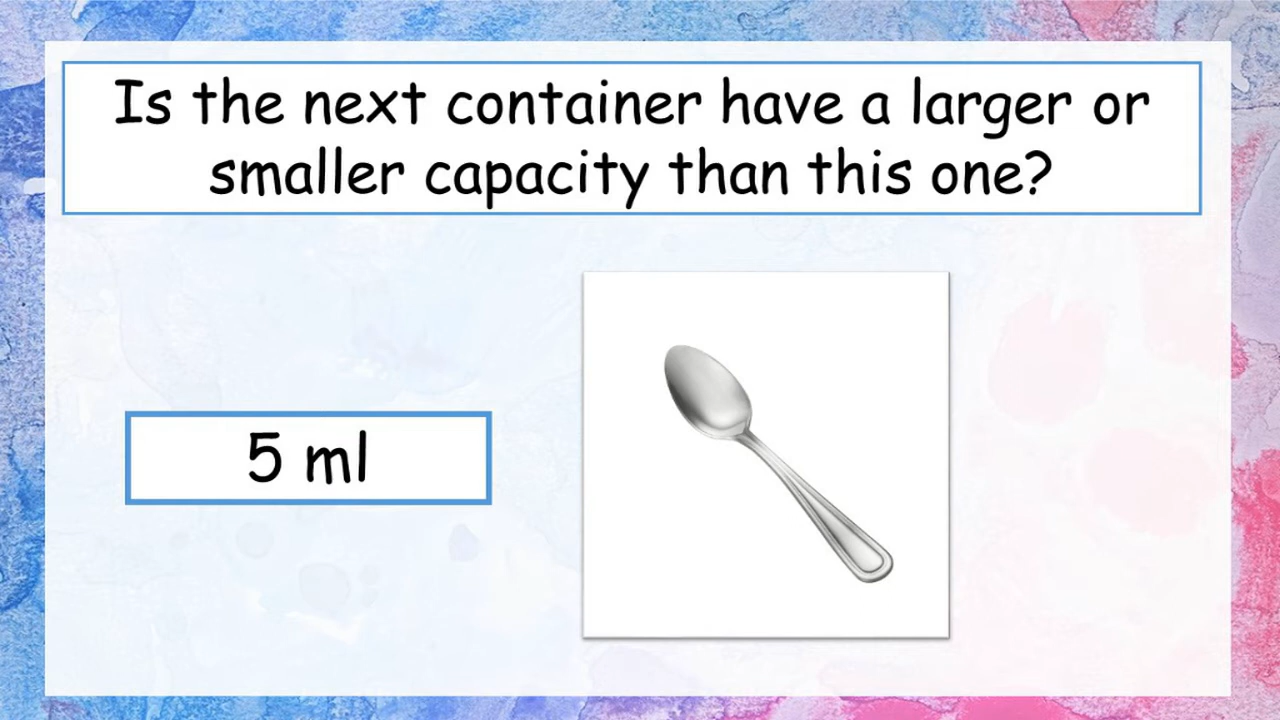 Is the next container have a larger or
smaller capacity than this one?
5 ml